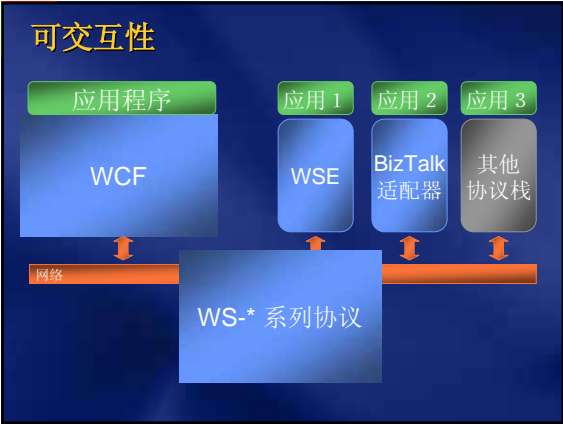 可交互性
应用程序
应用 1
应用 2
应用 3
WCF
WSE
BizTalk
适配器
其他
协议栈
网络
WS-* 系列协议